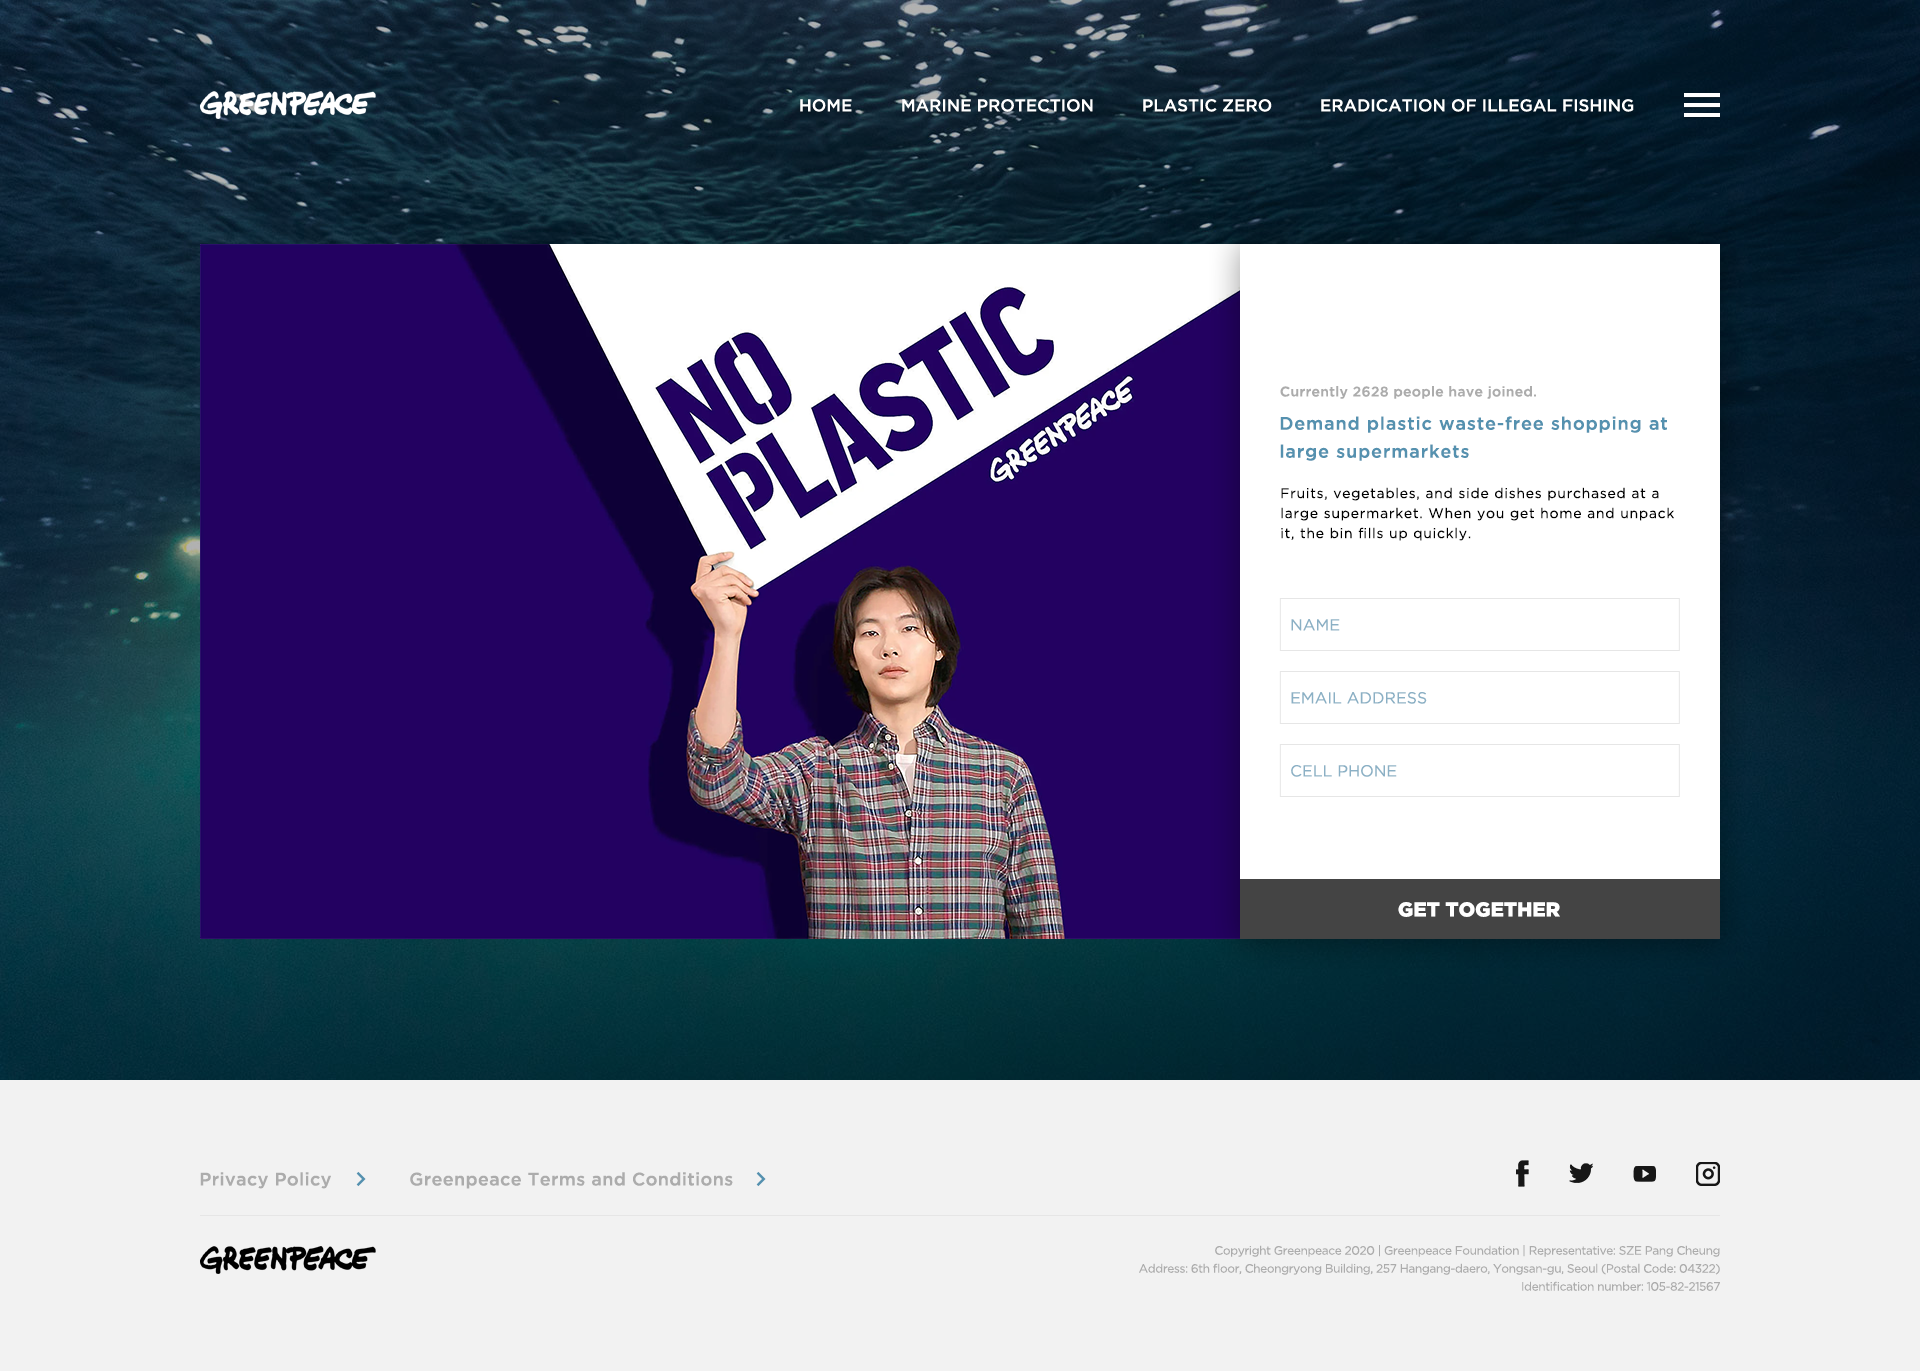 GREENPEACE
HOME MARINE PROTECTION PLASTIC ZERO ERADICATION OF ILLEGAL FISHING
NO
PLASTIC
GREENPEACE
Currently 2628 people have joined.
Demand plastic waste-free shopping at
large supermarkets
Fruits, vegetables, and side dishes purchased at a
large supermarket. When you get home and unpack
it, the bin fills up quickly.
NAME
EMAIL ADDRESS
CELL PHONE
GET TOGETHER
Privacy Policy Greenpeace Terms and Conditions
GREENPEACE
Copyright Greenpeace 2020 | Greenpeace Foundation | Representative: SZE Pang Cheung
Address: 6th floor, Cheongryong Building, 257 Hangang-daero, Yongsan-gu, Seoul (Postal Code: 04322)
Identification number: 105-82-21567